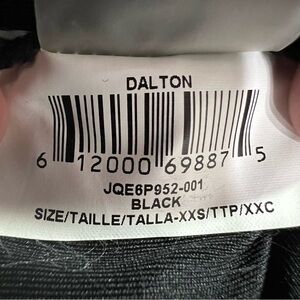 DALTON
6 12000 69887 5
JQE6P952-001
BLACK
SIZE/TAILLE/TALLA-XXS/TTP/XXC